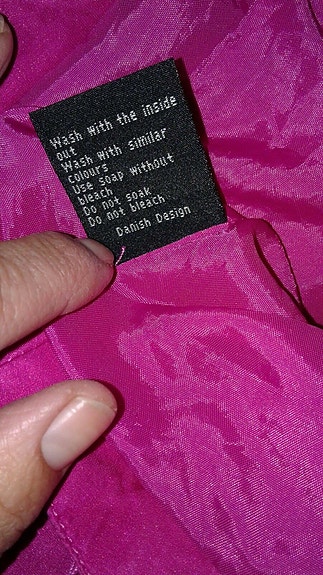 Wash with the inside
out
Wash with similar
colours
Use soap without
bleach
Do not soak
Do not bleach
Danish Design